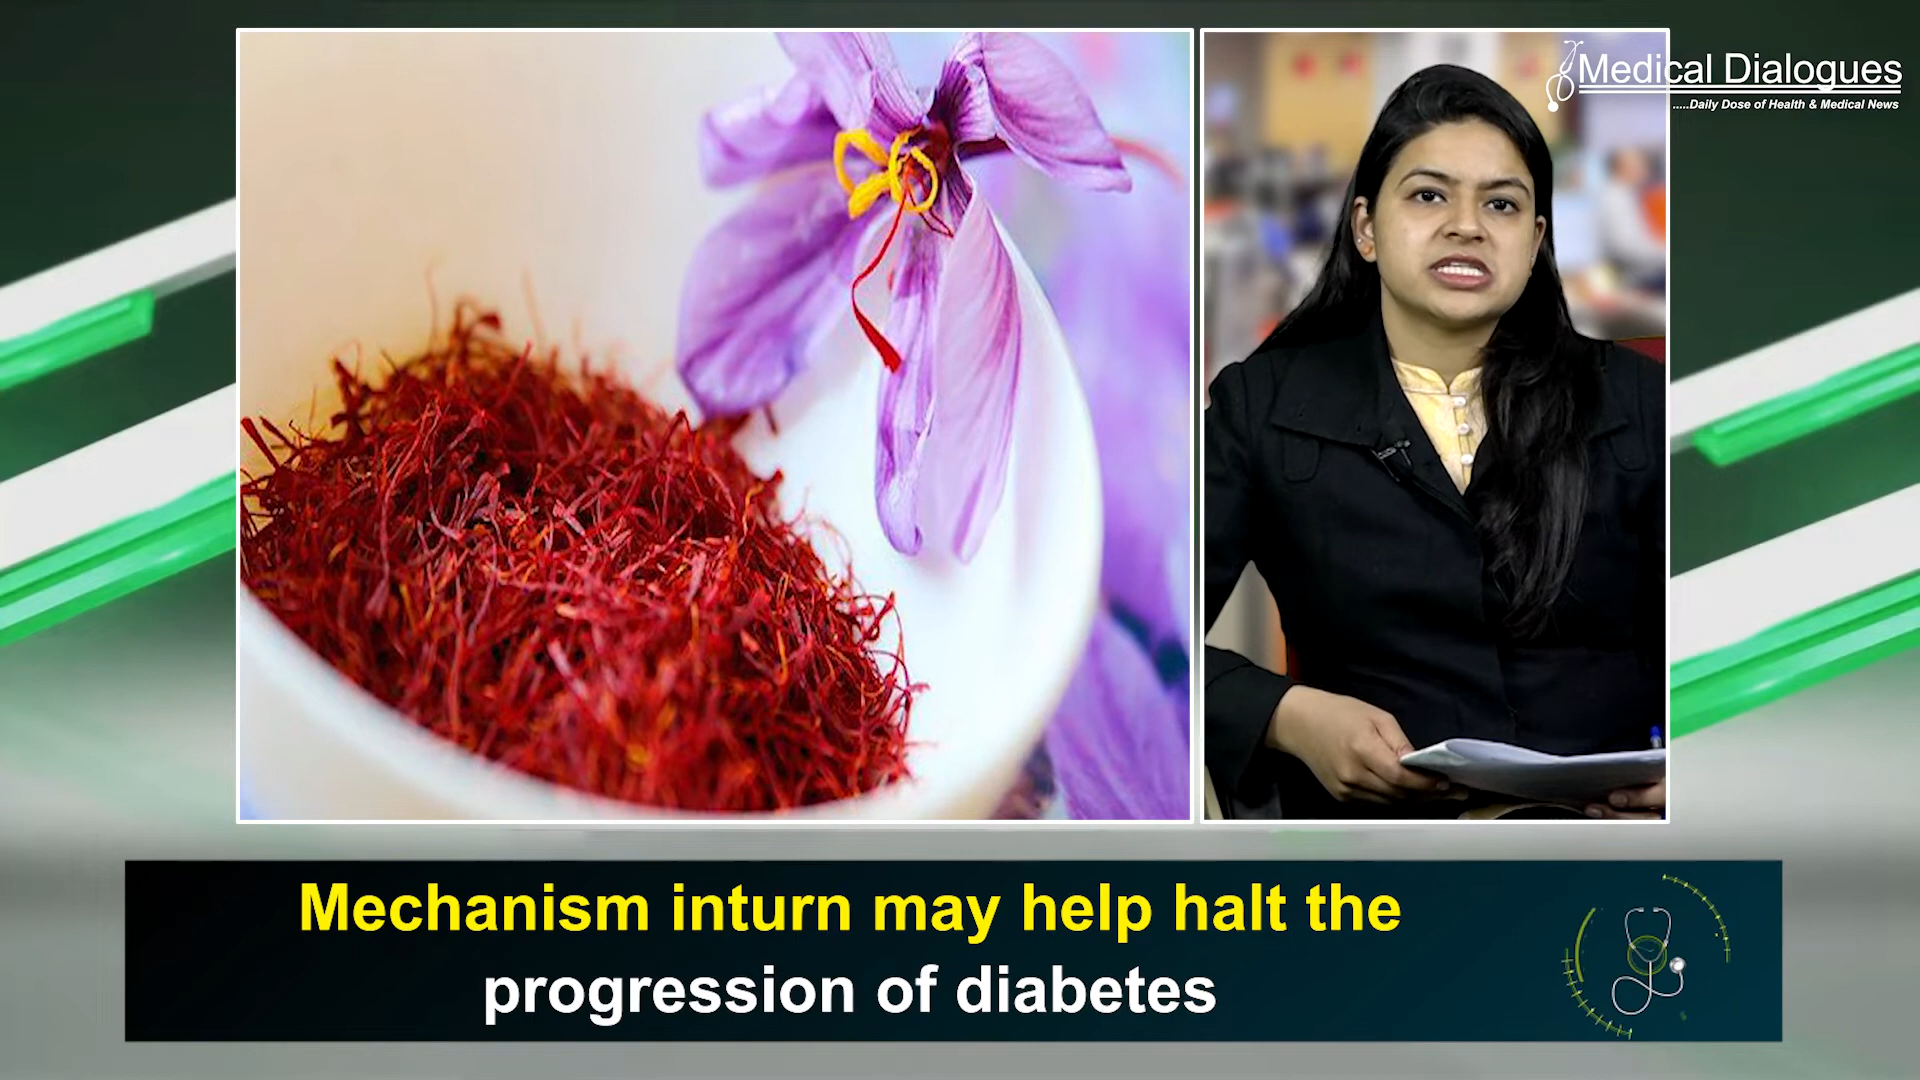 Medical Dialogues
.....Daily Dose of Health & Medical News
Mechanism inturn may help halt the
progression of diabetes